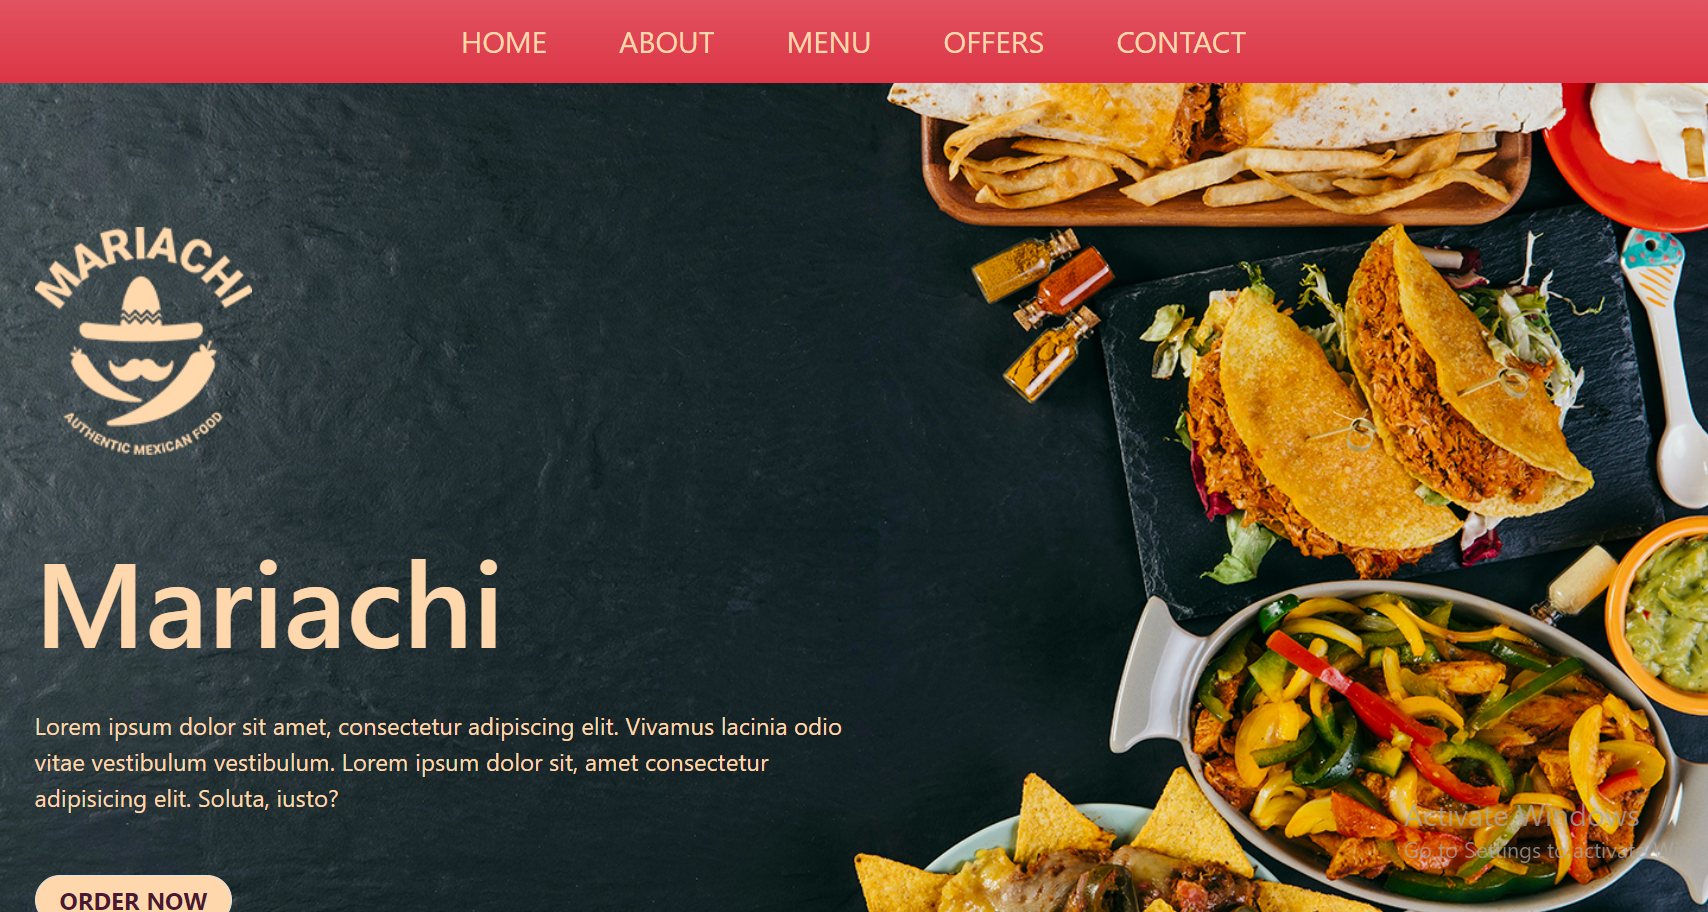 HOME ABOUT MENU OFFERS CONTACT
MARIACHI
AUTHENTIC MEXICAN FOOD
Mariachi
Lorem ipsum dolor sit amet, consectetur adipiscing elit. Vivamus lacinia odio
vitae vestibulum vestibulum. Lorem ipsum dolor sit, amet consectetur
adipisicing elit. Soluta, iusto?
ORDER NOW
Activate Windows
Go to Settings to activate